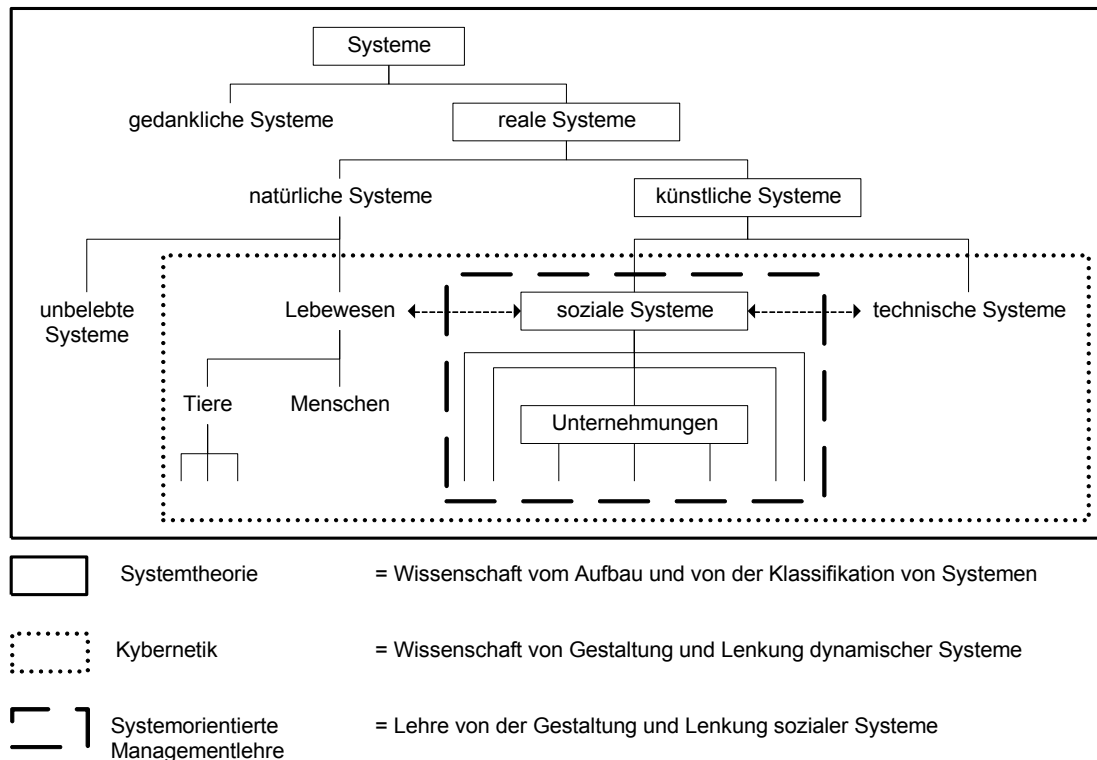 Systeme
gedankliche Systeme
reale Systeme
natürliche Systeme
künstliche Systeme
unbelebte
Systeme
Lebewesen
soziale Systeme
technische Systeme
Tiere
Menschen
Unternehmungen
Systemtheorie = Wissenschaft vom Aufbau und von der Klassifikation von Systemen
Kybernetik = Wissenschaft von Gestaltung und Lenkung dynamischer Systeme
Systemorientierte = Lehre von der Gestaltung und Lenkung sozialer Systeme
Managementlehre